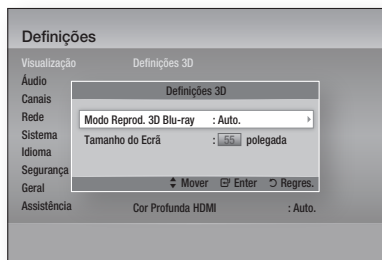 Definições
Visualização Definições 3D
Áudio
Canais
Rede
Sistema
Idioma
Segurança
Geral
Assistência
Definições 3D
Modo Reprod. 3D Blu-ray : Auto.
Tamanho do Ecrã : 55 polegada
Mover Enter Regres.
Cor Profunda HDMI : Auto.